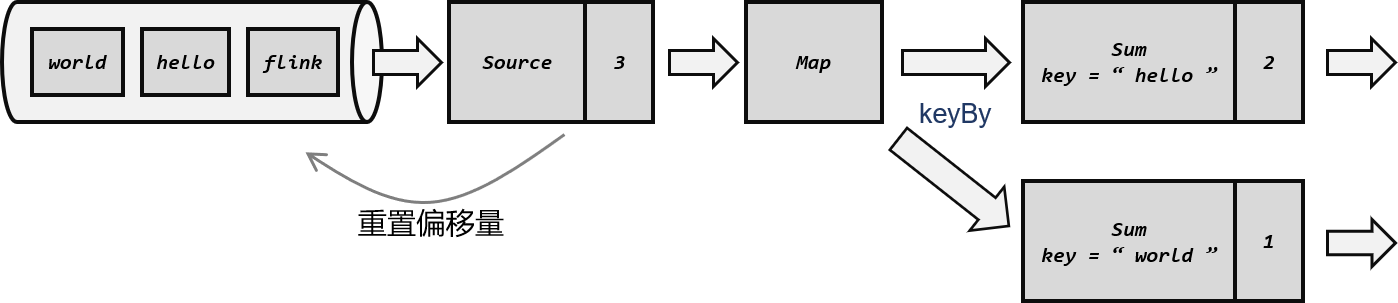 world hello flink
Source 3
Map
keyBy
Sum
key = “ hello ”
2
重置偏移量
Sum
key = “ world ”
1